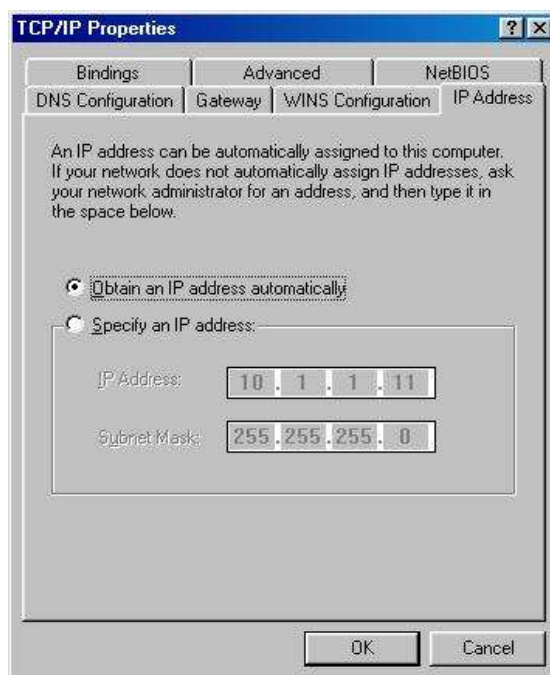 TCP/IP Properties
Bindings Advanced NetBIOS
DNS Configuration Gateway WINS Configuration IP Address
An IP address can be automatically assigned to this computer.
If your network does not automatically assign IP addresses, ask
your network administrator for an address, and then type it in
the space below.
Obtain an IP address automatically
Specify an IP address:
IP Address: 10 . 1 . 1 . 11
Subnet Mask: 255 . 255 . 255 . 0
OK Cancel